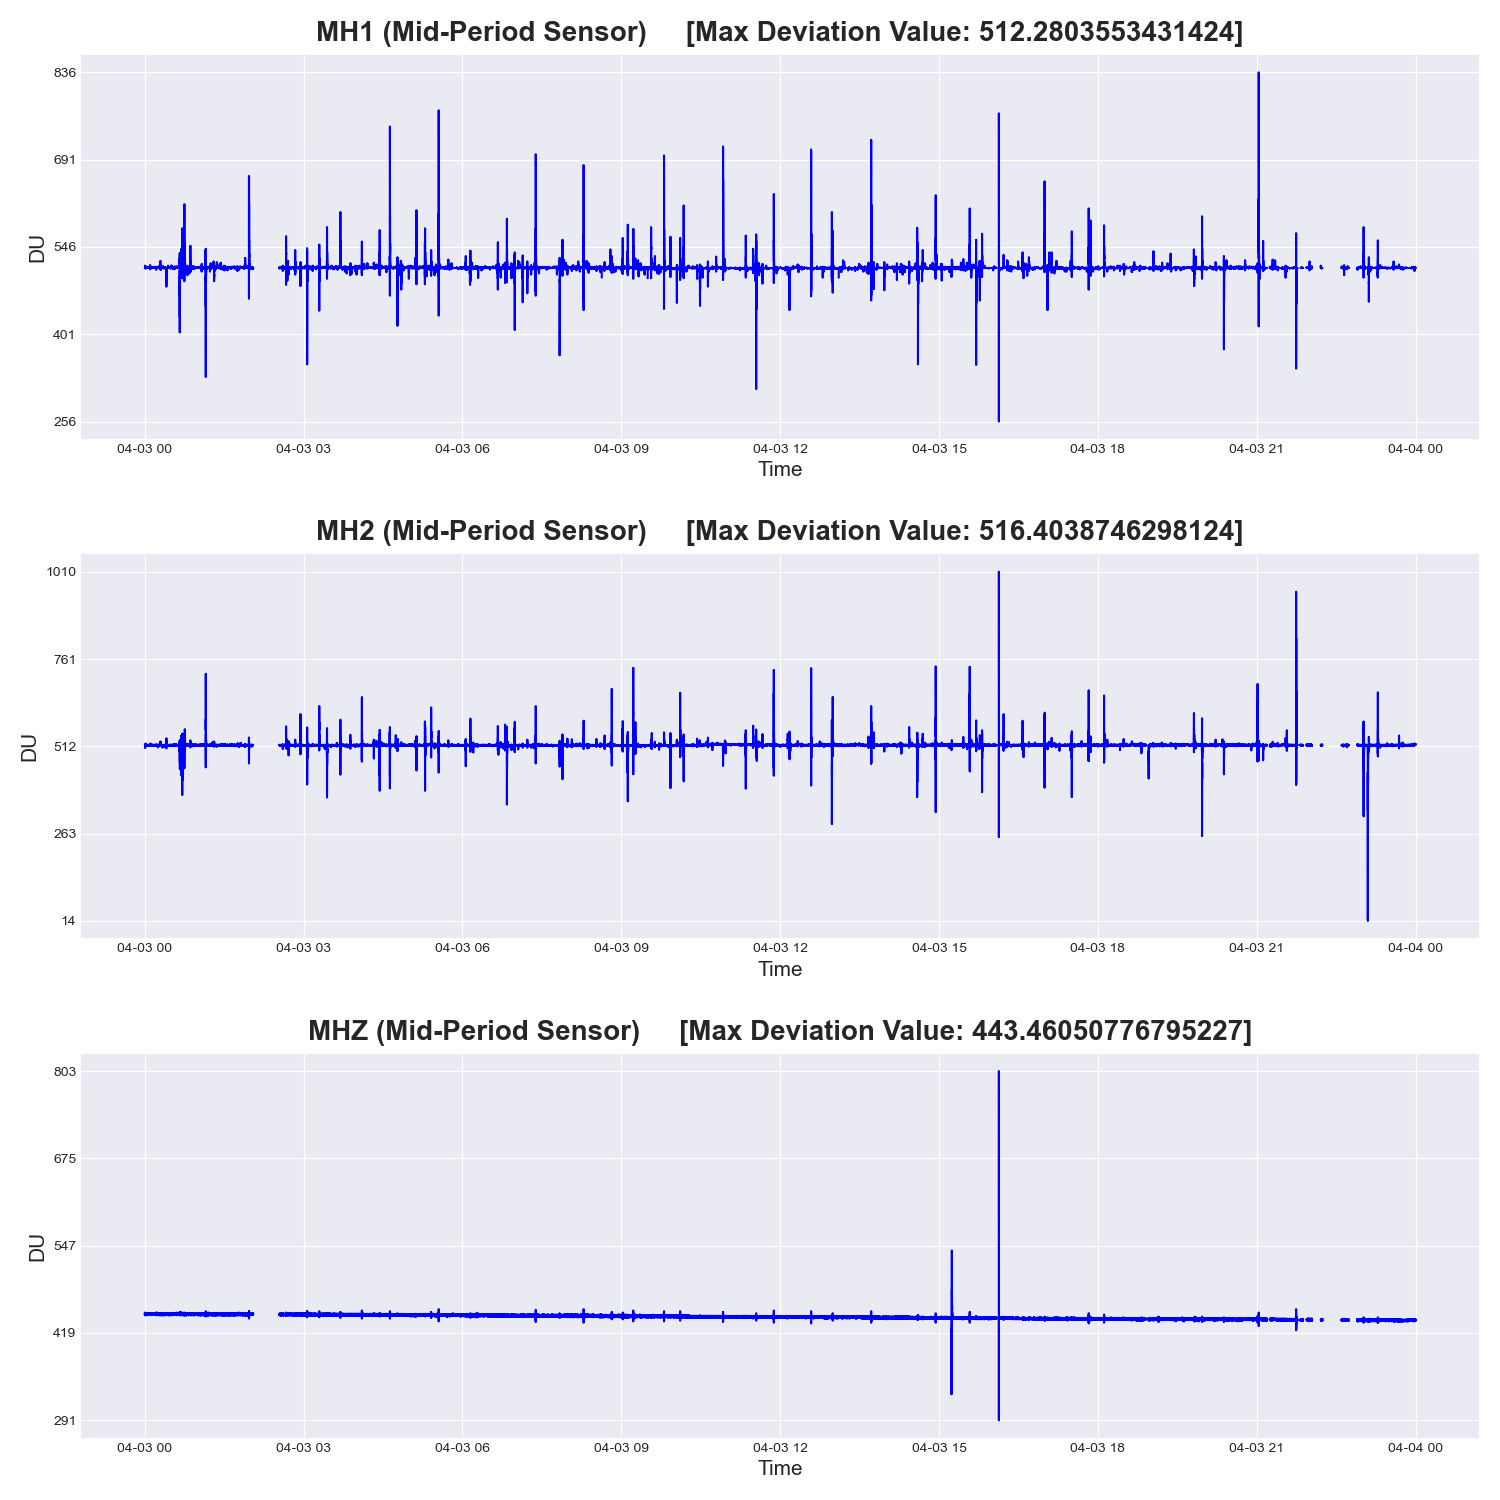 MH1 (Mid-Period Sensor) [Max Deviation Value: 512.2803553431424]
836
691
546
401
256
DU
04-03 00 04-03 03 04-03 06 04-03 09 04-03 12 04-03 15 04-03 18 04-03 21 04-04 00
Time
MH2 (Mid-Period Sensor) [Max Deviation Value: 516.4038746298124]
1010
761
512
263
14
DU
04-03 00 04-03 03 04-03 06 04-03 09 04-03 12 04-03 15 04-03 18 04-03 21 04-04 00
Time
MHZ (Mid-Period Sensor) [Max Deviation Value: 443.46050776795227]
803
675
547
419
291
DU
04-03 00 04-03 03 04-03 06 04-03 09 04-03 12 04-03 15 04-03 18 04-03 21 04-04 00
Time